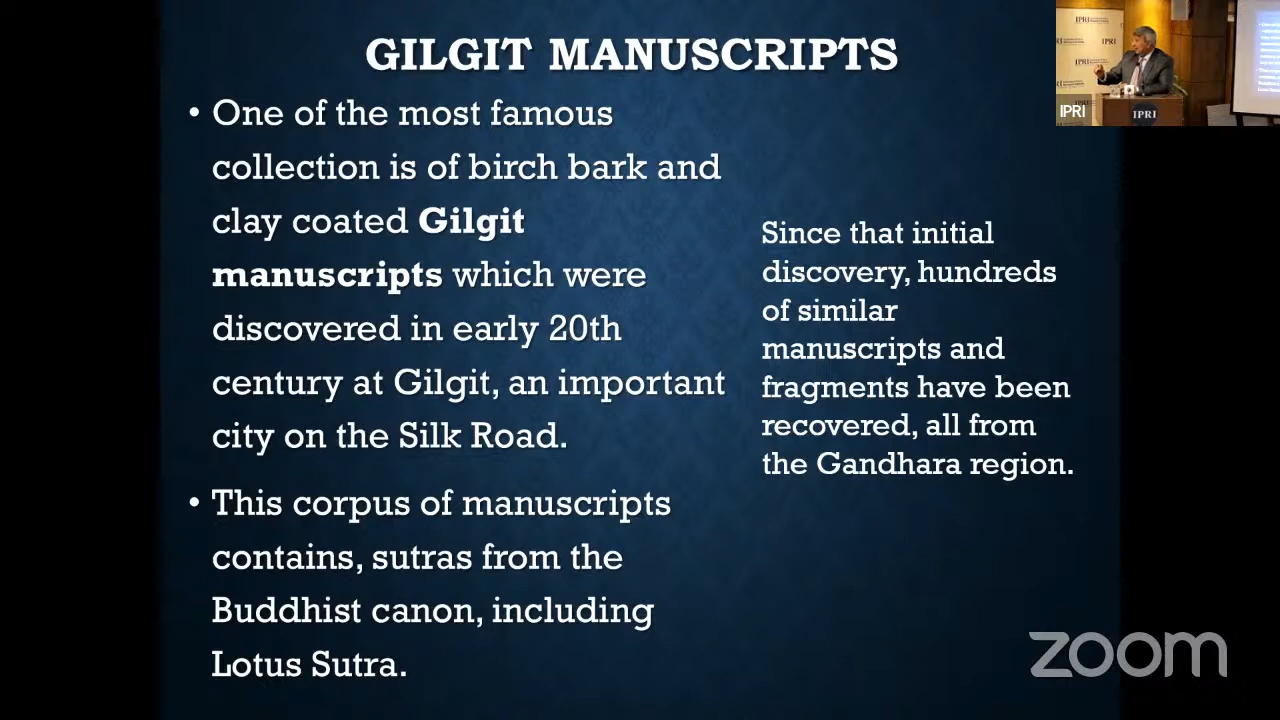 GILGIT MANUSCRIPTS
• One of the most famous
collection is of birch bark and
clay coated Gilgit
manuscripts which were
discovered in early 20th
century at Gilgit, an important
city on the Silk Road.
• This corpus of manuscripts
contains, sutras from the
Buddhist canon, including
Lotus Sutra.
Since that initial
discovery, hundreds
of similar
manuscripts and
fragments have been
recovered, all from
the Gandhara region.
IPRI
IPRI
IPRI
IPRI
IPRI
zoom